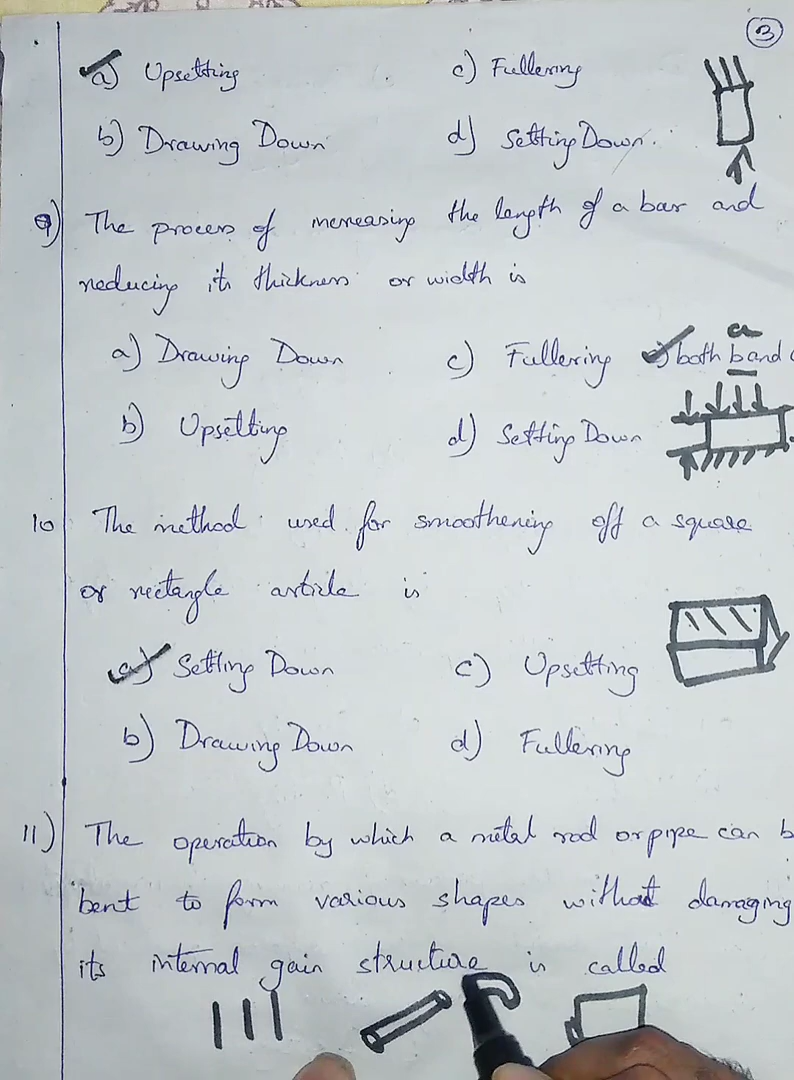 3
a) Upsetting c) Fullering
b) Drawing Down d) Setting Down.
9) The process of increasing the length of a bar and
reducing its thickness or width is
a
a) Drawing Down c) Fullering e) both b and c
b) Upsetting d) Setting Down
10 The method used for smoothening off a square
or rectangle article is
a) Setting Down c) Upsetting
b) Drawing Down d) Fullering
11) The operation by which a metal rod or pipe can b
bent to form various shapes without damaging
its internal gain structure is called